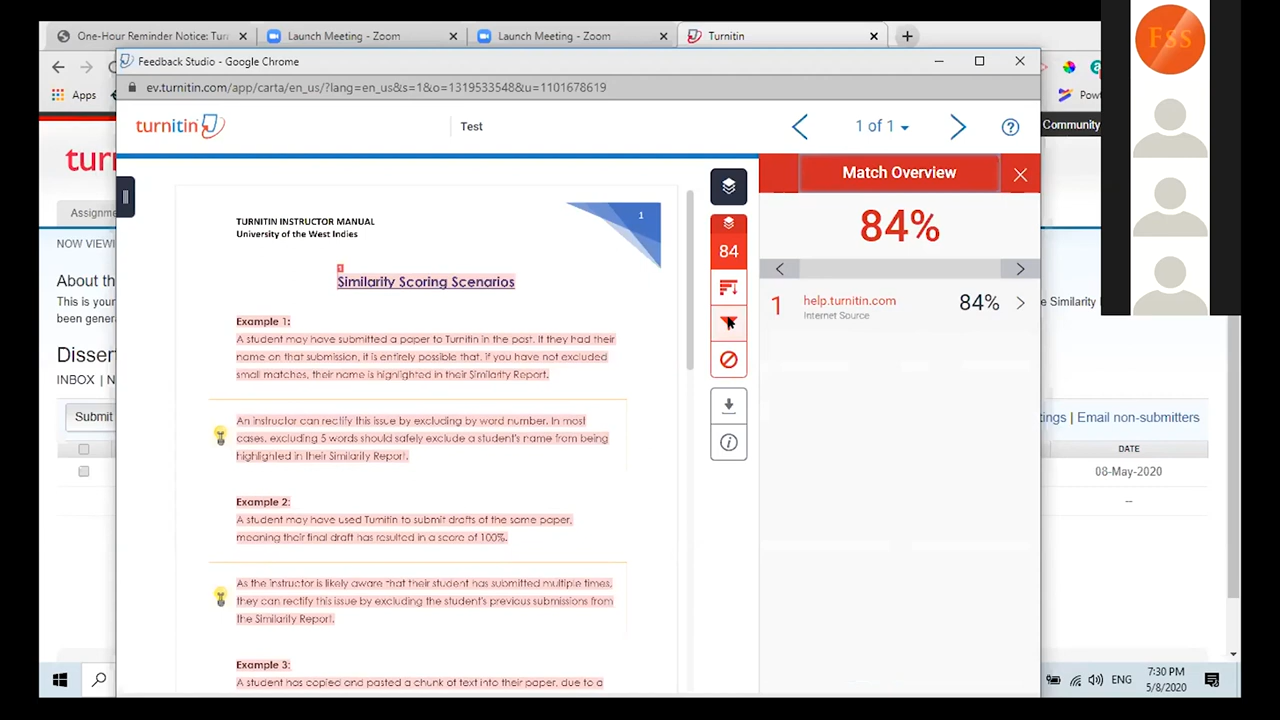 One-Hour Reminder Notice: Turn
Launch Meeting - Zoom
Launch Meeting - Zoom
Turnitin
Fss
Feedback Studio - Google Chrome
ev.turnitin.com/app/carta/en_us/?lang=en_us&s=1&o=1319533548&u=1101678619
Apps
Powt
turnitin
Test
1 of 1
Community
turn
Assignme
NOW VIEWI
About th
This is your
been gener
e Similarity
Dissert
INBOX | N
Submit
tings | Email non-submitters
DATE
08-May-2020
--
1
TURNITIN INSTRUCTOR MANUAL
University of the West Indies
1
Similarity Scoring Scenarios
Example 1:
A student may have submitted a paper to Turnitin in the past. If they had their
name on that submission, it is entirely possible that, if you have not excluded
small matches, their name is highlighted in their Similarity Report.
An instructor can rectify this issue by excluding by word number. In most
cases, excluding 5 words should safely exclude a student's name from being
highlighted in their Similarity Report.
Example 2:
A student may have used Turnitin to submit drafts of the same paper,
meaning their final draft has resulted in a score of 100%.
As the instructor is likely aware that their student has submitted multiple times,
they can rectify this issue by excluding the student's previous submissions from
the Similarity Report.
Example 3:
A student has copied and pasted a chunk of text into their paper, due to a
84
Match Overview
84%
1
help.turnitin.com
Internet Source
84%
ENG
7:30 PM
5/8/2020